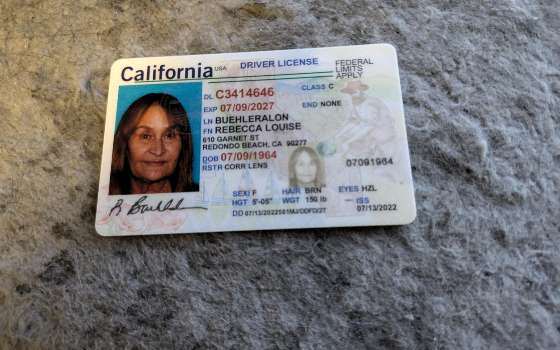 California USA DRIVER LICENSE
FEDERAL
LIMITS
APPLY
DL C3414646 CLASS C
EXP 07/09/2027 END NONE
LN BUEHLERALON
FN REBECCA LOUISE
610 GARNET ST
REDONDO BEACH, CA 90277
DOB 07/09/1964
RSTR CORR LENS 07091964
SEX F HAIR BRN EYES HZL
HGT 5'-05" WGT 150 lb ISS
DD 07/13/2022 07/13/2022